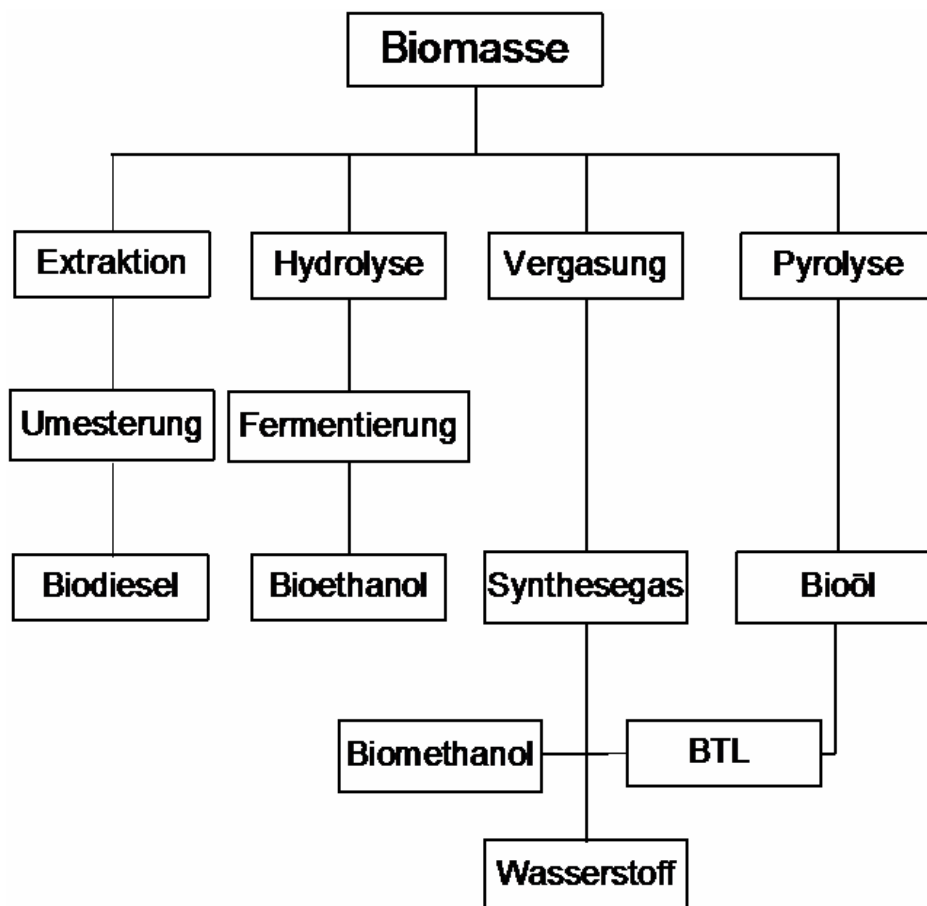 Biomasse
Extraktion
Hydrolyse
Vergasung
Pyrolyse
Umesterung
Fermentierung
Biodiesel
Bioethanol
Synthesegas
Bioöl
Biomethanol
BTL
Wasserstoff